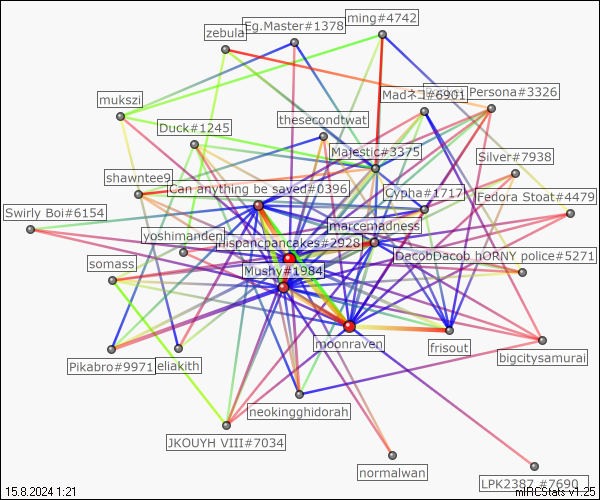 ming#4742
Eg.Master#1378
zebula
Madネコ#6901
Persona#3326
mukszi
thesecondtwat
Duck#1245
Majestic#3375
Silver#7938
shawntee9
Can anything be saved#0396
Cypha#1717
Fedora Stoat#4479
Swirly Boi#6154
marcemadness
yoshimanden
hispancpancakes#2928
DacobDacob hORNY police#5271
somass
Mushy#1984
moonraven
frisout
bigcitysamurai
Pikabro#9971
eliakith
neokingghidorah
JKOUYH VIII#7034
normalwan
LPK2387 #7690
15.8.2024 1:21
mIRCStats v1.25